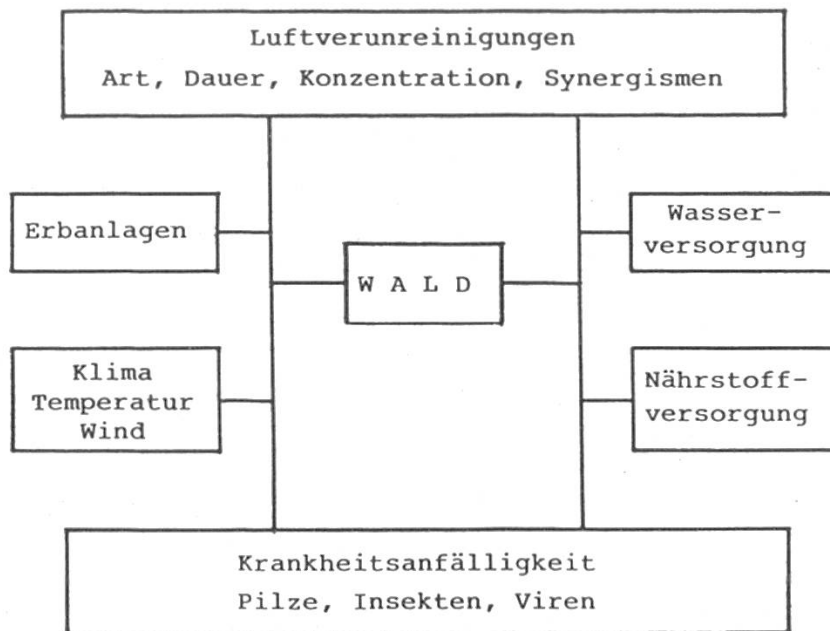 Luftverunreinigungen
Art, Dauer, Konzentration, Synergismen
Erbanlagen
Wasser-
versorgung
W A L D
Klima
Temperatur
Wind
Nährstoff-
versorgung
Krankheitsanfälligkeit
Pilze, Insekten, Viren